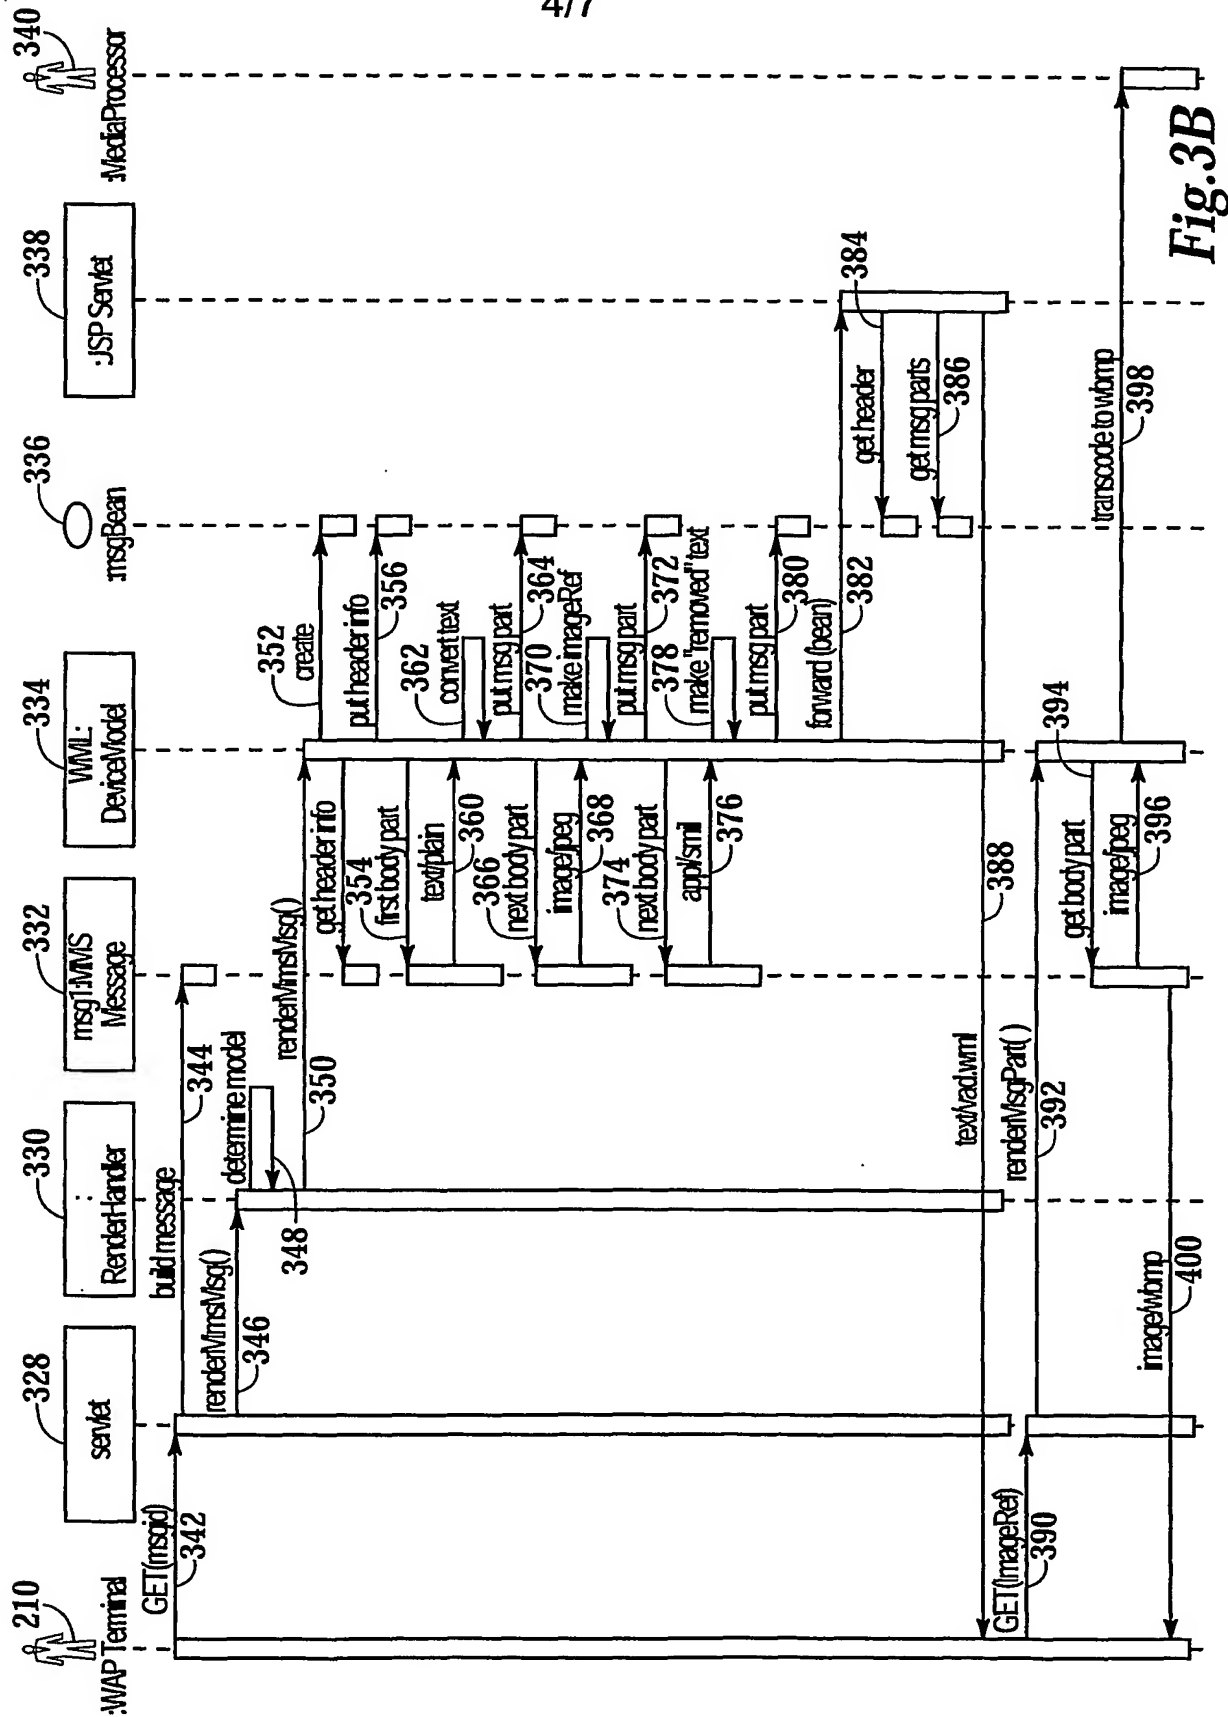 4/7
210
:WAP Terminal
328
servlet
330
:
RenderHandler
332
msg1:MMS
Message
334
WML:
DeviceModel
336
:msgBean
338
:JSP Servlet
340
:MediaProcessor
GET(msgid)
342
build message
344
renderMmsMsg()
346
determine model
348
renderMmsMsg()
350
352
create
get header info
354
put header info
356
first body part
text/plain
360
362
convert text
put msg part
364
366
next body part
image/jpeg
368
370
make imageRef
put msg part
372
374
next body part
appl/smil
376
378
make "removed" text
put msg part
380
forward (bean)
382
get header
384
get msg parts
386
text/vad.wml
388
GET(ImageRef)
390
renderMsgPart( )
392
get body part
394
image/jpeg
396
transcode to wbmp
398
image/wbmp
400
Fig.3B